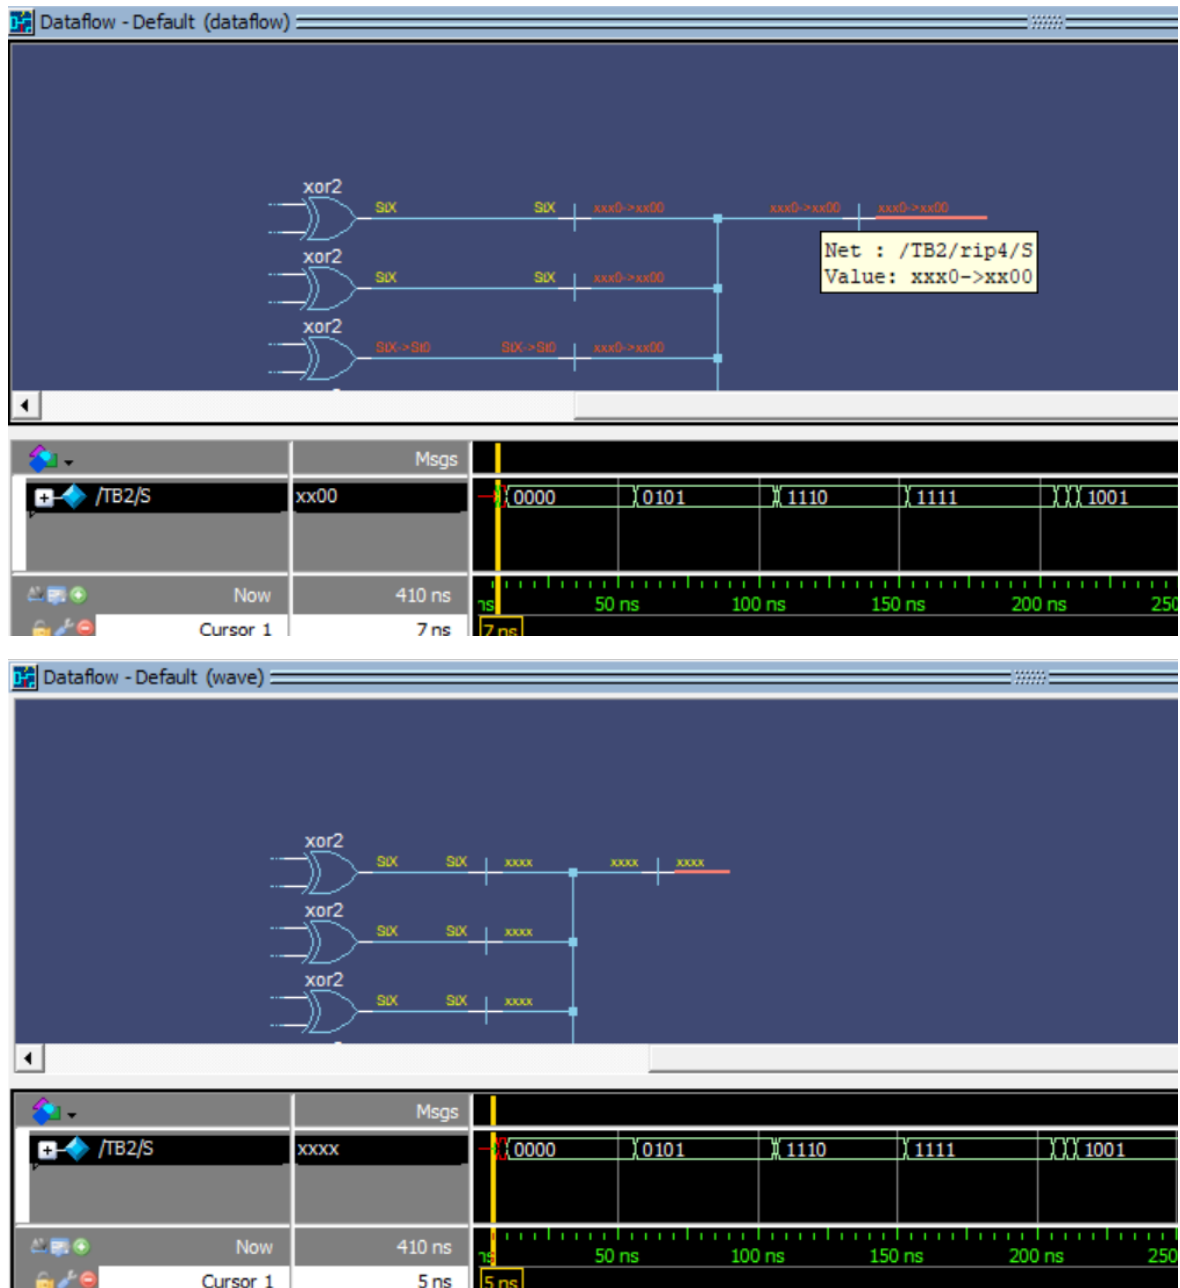 Dataflow - Default (dataflow)
xor2
StX StX xxx0->xx00 xxx0->xx00 xxx0->xx00
Net : /TB2/rip4/S
Value: xxx0->xx00
xor2
StX StX xxx0->xx00
xor2
StX->St0 StX->St0 xxx0->xx00
Msgs
/TB2/S xx00 0000 0101 1110 1111 1001
Now 410 ns ns 50 ns 100 ns 150 ns 200 ns 250
Cursor 1 7 ns 7 ns
Dataflow - Default (wave)
xor2
StX StX xxxx xxxx xxxx
xor2
StX StX xxxx
xor2
StX StX xxxx
Msgs
/TB2/S xxxx 0000 0101 1110 1111 1001
Now 410 ns 50 ns 100 ns 150 ns 200 ns 250
Cursor 1 5 ns 5 ns